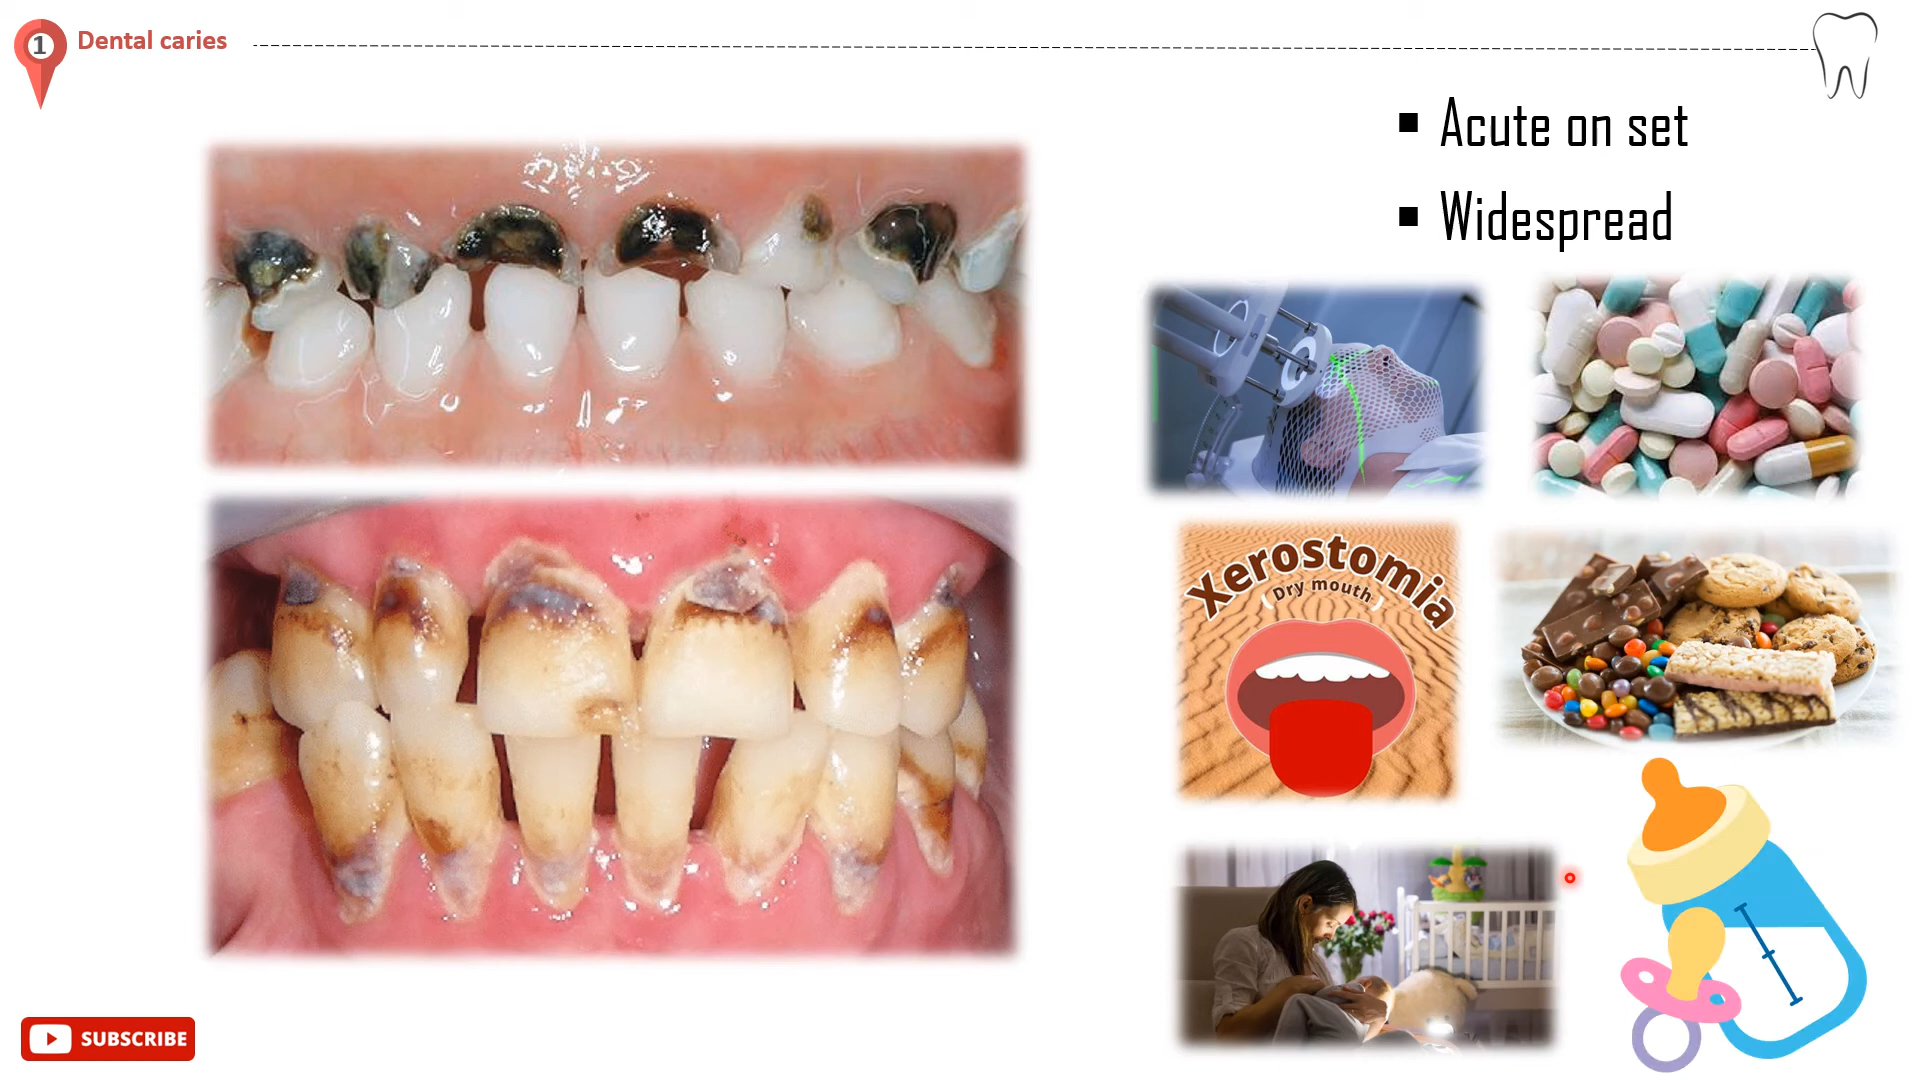 1
Dental caries
▪ Acute on set
▪ Widespread
Xerostomia
(Dry mouth)
SUBSCRIBE